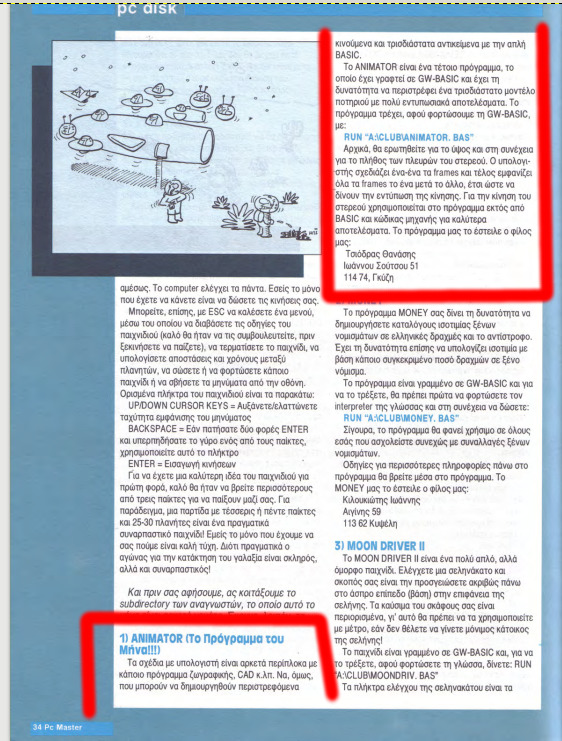 pc disk
αμέσως. Το computer ελέγχει τα πάντα. Εσείς το μόνο
που έχετε να κάνετε είναι να δώσετε τις κινήσεις σας.
Μπορείτε, επίσης, με ESC να καλέσετε ένα μενού,
μέσω του οποίου να διαβάσετε τις οδηγίες του
παιχνιδιού (καλό θα ήταν να τις συμβουλευτείτε, πριν
ξεκινήσετε να παίζετε), να τερματίσετε το παιχνίδι, να
υπολογίσετε αποστάσεις και χρόνους μεταξύ
πλανητών, να σώσετε ή να φορτώσετε κάποιο
παιχνίδι ή να σβήσετε τα μηνύματα από την οθόνη.
Ορισμένα πλήκτρα του παιχνιδιού είναι τα παρακάτω:
UP/DOWN CURSOR KEYS = Αυξάνετε/ελαττώνετε
ταχύτητα εμφάνισης του μηνύματος
BACKSPACE = Εάν πατήσατε δύο φορές ENTER
και υπερπηδήσατε το γύρο ενός από τους παίκτες,
χρησιμοποιείτε αυτό το πλήκτρο
ENTER = Εισαγωγή κινήσεων
Για να έχετε μια καλύτερη ιδέα του παιχνιδιού για
πρώτη φορά, καλό θα ήταν να βρείτε περισσότερους
από τρεις παίκτες για να παίξουν μαζί σας. Για
παράδειγμα, μια παρτίδα με τέσσερις ή πέντε παίκτες
και 25-30 πλανήτες είναι ένα πραγματικά
συναρπαστικό παιχνίδι! Εμείς το μόνο που έχουμε να
σας πούμε είναι καλή τύχη. Διότι πραγματικά ο
αγώνας για την κατάκτηση του γαλαξία είναι σκληρός,
αλλά και συναρπαστικός!
Και πριν σας αφήσουμε, ας κοιτάξουμε το
subdirectory των αναγνωστών, το οποίο αυτό το
1) ANIMATOR (Το Πρόγραμμα του
Μήνα!!!)
Τα σχέδια με υπολογιστή είναι αρκετά περίπλοκα με
κάποιο πρόγραμμα ζωγραφικής, CAD κ.λπ. Να, όμως,
που μπορούν να δημιουργηθούν περιστρεφόμενα
κινούμενα και τρισδιάστατα αντικείμενα με την απλή
BASIC.
Το ANIMATOR είναι ένα τέτοιο πρόγραμμα, το
οποίο έχει γραφτεί σε GW-BASIC και έχει τη
δυνατότητα να περιστρέφει ένα τρισδιάστατο μοντέλο
ποτηριού με πολύ εντυπωσιακά αποτελέσματα. Το
πρόγραμμα τρέχει, αφού φορτώσουμε τη GW-BASIC,
με:
RUN "A:\CLUB\ANIMATOR. BAS"
Αρχικά, θα ερωτηθείτε για το ύψος και στη συνέχεια
για το πλήθος των πλευρών του στερεού. Ο υπολογι-
στής σχεδιάζει ένα-ένα τα frames και τέλος εμφανίζει
όλα τα frames το ένα μετά το άλλο, έτσι ώστε να
δίνουν την εντύπωση της κίνησης. Για την κίνηση του
στερεού χρησιμοποιείται στο πρόγραμμα εκτός από
BASIC και κώδικας μηχανής για καλύτερα
αποτελέσματα. Το πρόγραμμα μας το έστειλε ο φίλος
μας:
Τσιόδρας Θανάσης
Ιωάννου Σούτσου 51
114 74, Γκύζη
Το πρόγραμμα MONEY σας δίνει τη δυνατότητα να
δημιουργήσετε καταλόγους ισοτιμίας ξένων
νομισμάτων σε ελληνικές δραχμές και το αντίστροφο.
Έχει τη δυνατότητα επίσης να υπολογίζει ισοτιμία με
βάση κάποιο συγκεκριμένο ποσό δραχμών σε ξένο
νόμισμα.
Το πρόγραμμα είναι γραμμένο σε GW-BASIC και για
να το τρέξετε, θα πρέπει πρώτα να φορτώσετε τον
interpreter της γλώσσας και στη συνέχεια να δώσετε:
RUN "A:\CLUB\MONEY. BAS"
Σίγουρα, το πρόγραμμα θα φανεί χρήσιμο σε όλους
εσάς που ασχολείστε συνεχώς με συναλλαγές ξένων
νομισμάτων.
Οδηγίες για περισσότερες πληροφορίες πάνω στο
πρόγραμμα θα βρείτε μέσα στο πρόγραμμα. Το
MONEY μας το έστειλε ο φίλος μας:
Κιλουκιώτης Ιωάννης
Αιγίνης 59
113 62 Κυψέλη
3) MOON DRIVER II
Το MOON DRIVER II είναι ένα πολύ απλό, αλλά
όμορφο παιχνίδι. Ελέγχετε μια σεληνάκατο και
σκοπός σας είναι την προσγειώσετε ακριβώς πάνω
στο άσπρο επίπεδο (βάση) στην επιφάνεια της
σελήνης. Τα καύσιμα του σκάφους σας είναι
περιορισμένα, γι' αυτό θα πρέπει να τα χρησιμοποιείτε
με μέτρο, εάν δεν θέλετε να γίνετε μόνιμος κάτοικος
της σελήνης!
Το παιχνίδι είναι γραμμένο σε GW-BASIC και, για να
το τρέξετε, αφού φορτώσετε τη γλώσσα, δίνετε: RUN
"A:\CLUB\MOONDRIV. BAS"
Τα πλήκτρα ελέγχου της σεληνακάτου είναι τα
34 Pc Master